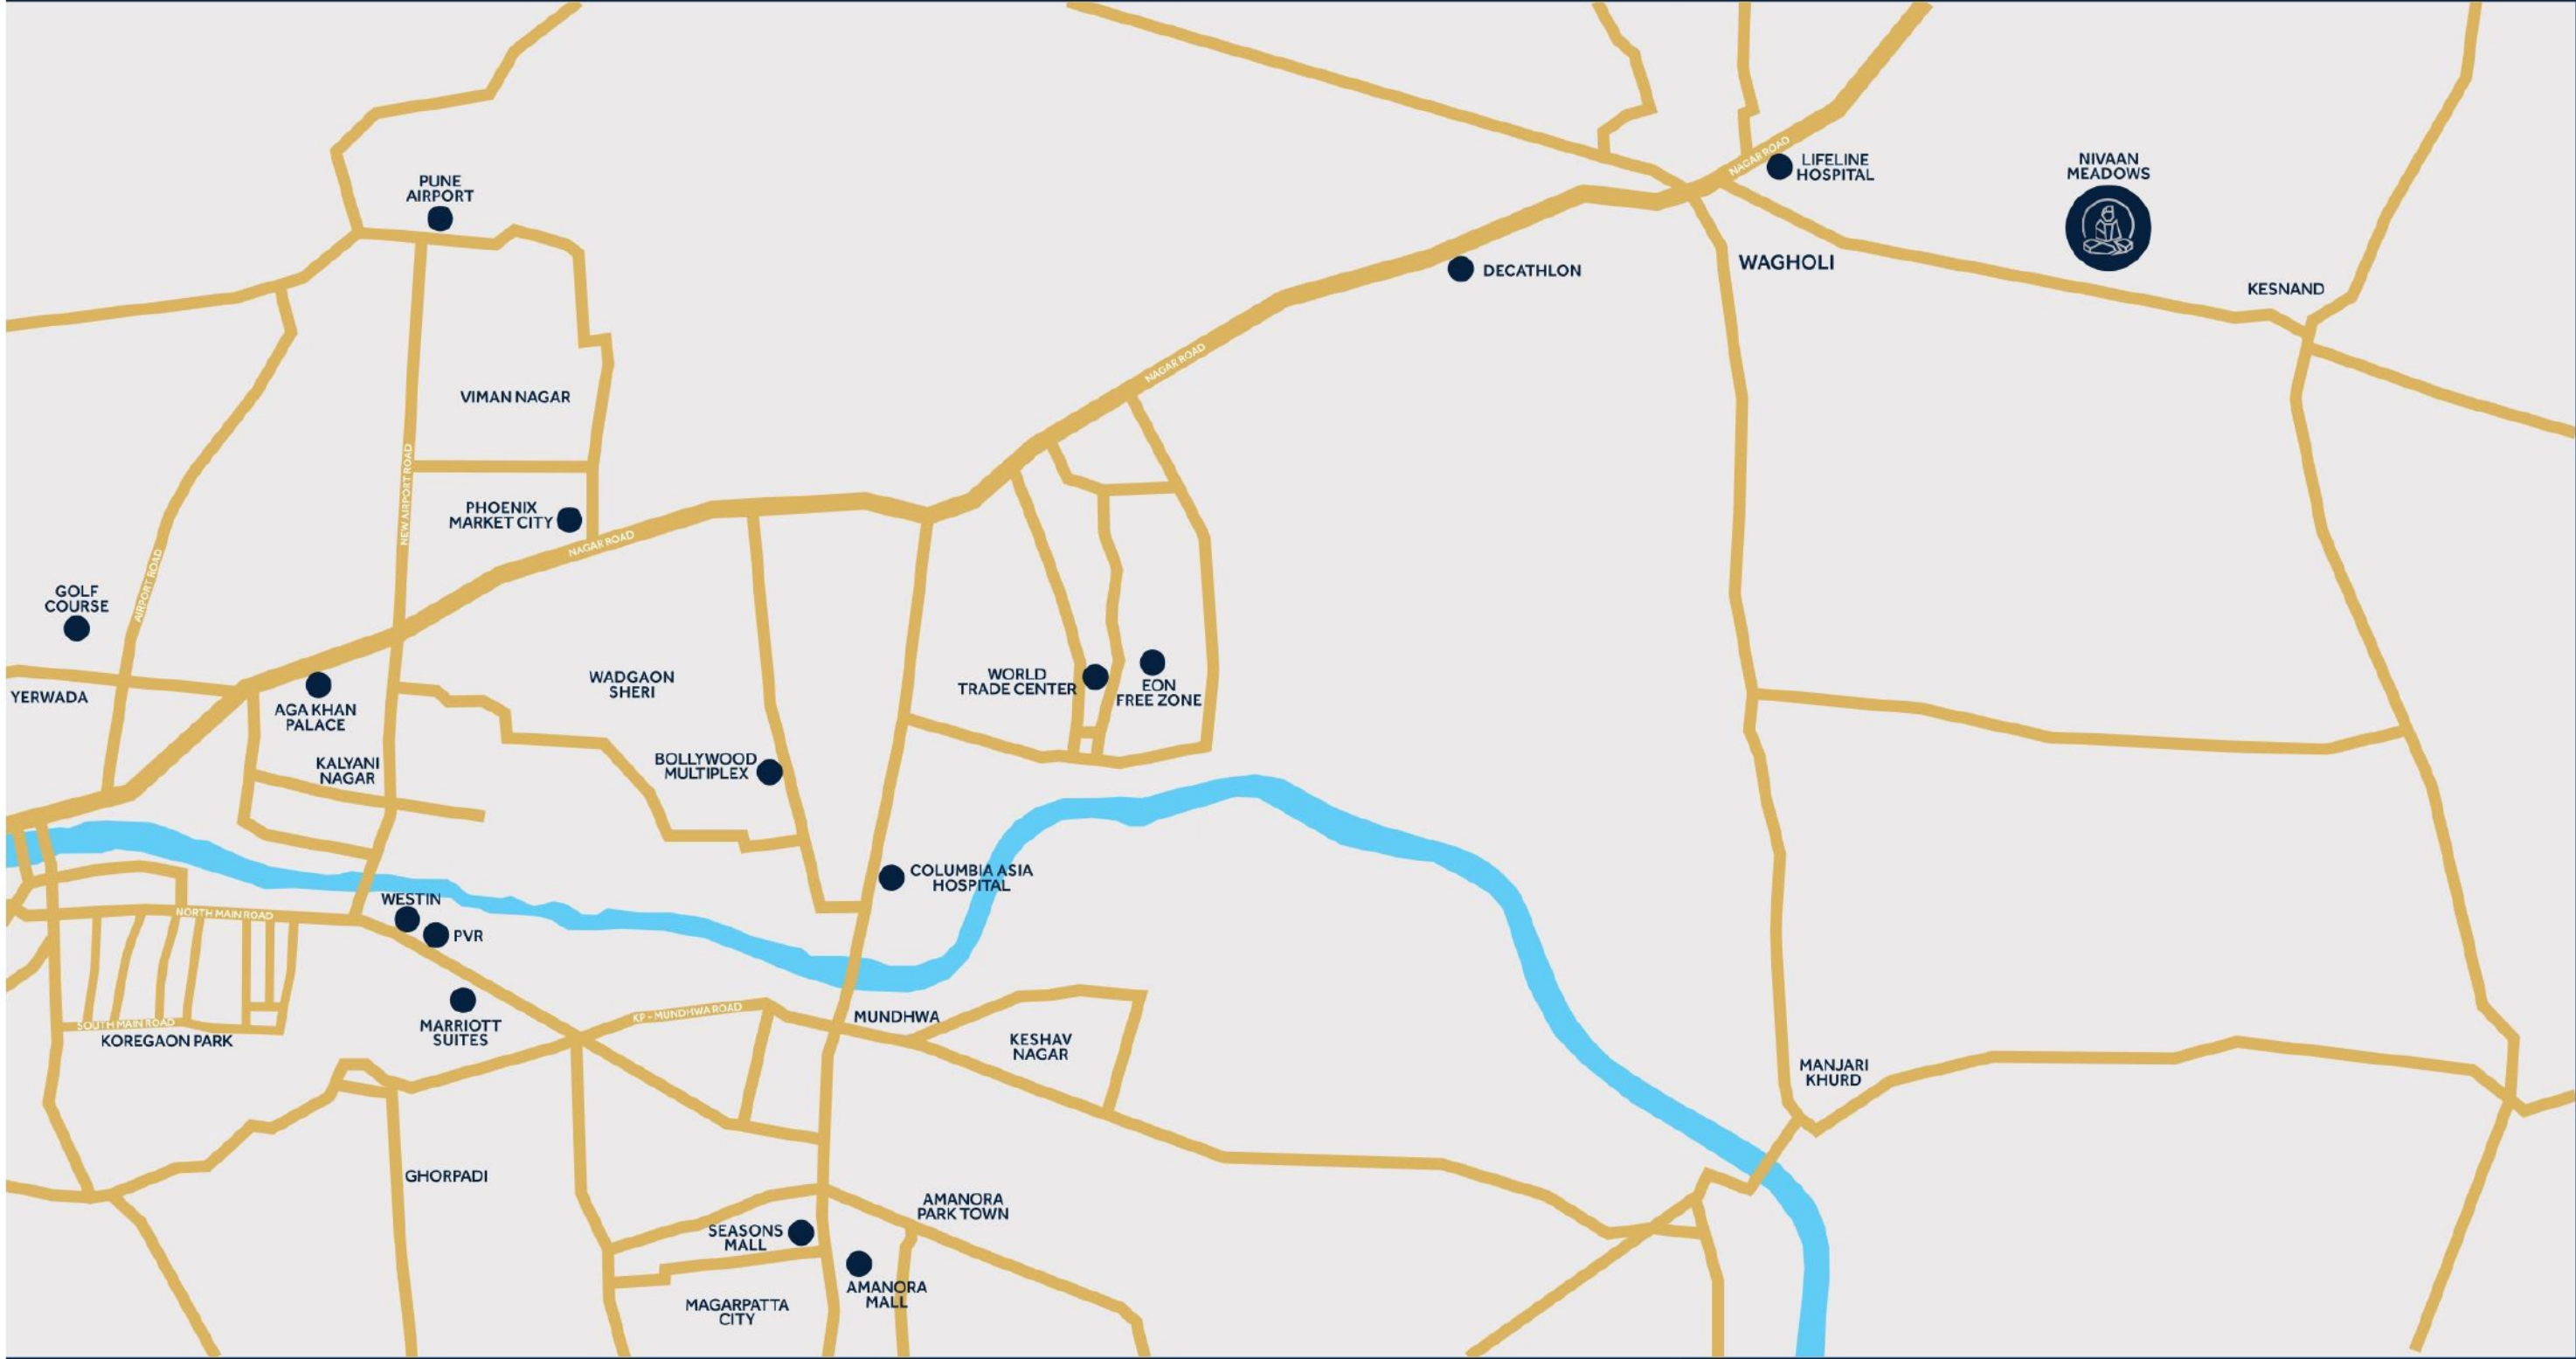 PUNE
AIRPORT
LIFELINE
HOSPITAL
NIVAAN
MEADOWS
NAGAR ROAD
WAGHOLI
DECATHLON
KESNAND
NAGAR ROAD
VIMAN NAGAR
NEW AIRPORT ROAD
PHOENIX
MARKET CITY
NAGAR ROAD
AIRPORT ROAD
GOLF
COURSE
YERWADA
AGA KHAN
PALACE
WADGAON
SHERI
WORLD
TRADE CENTER
EON
FREE ZONE
KALYANI
NAGAR
BOLLYWOOD
MULTIPLEX
COLUMBIA ASIA
HOSPITAL
WESTIN
NORTH MAIN ROAD
PVR
MARRIOTT
SUITES
KP - MUNDHWA ROAD
MUNDHWA
SOUTH MAIN ROAD
KOREGAON PARK
KESHAV
NAGAR
MANJARI
KHURD
GHORPADI
AMANORA
PARK TOWN
SEASONS
MALL
AMANORA
MALL
MAGARPATTA
CITY